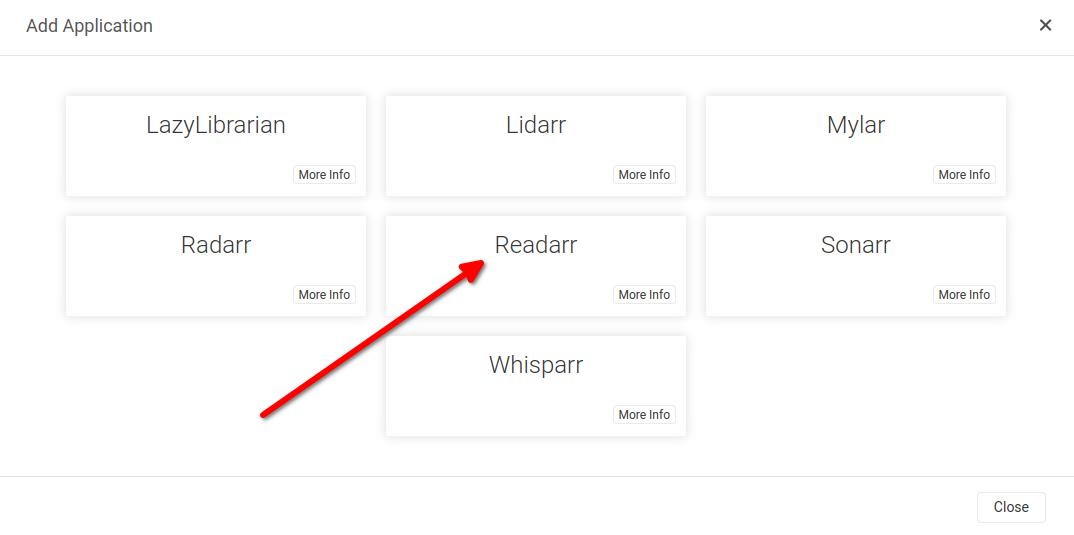 Add Application
LazyLibrarian
Lidarr
Mylar
More Info
More Info
More Info
Radarr
Readarr
Sonarr
More Info
More Info
More Info
Whisparr
More Info
Close